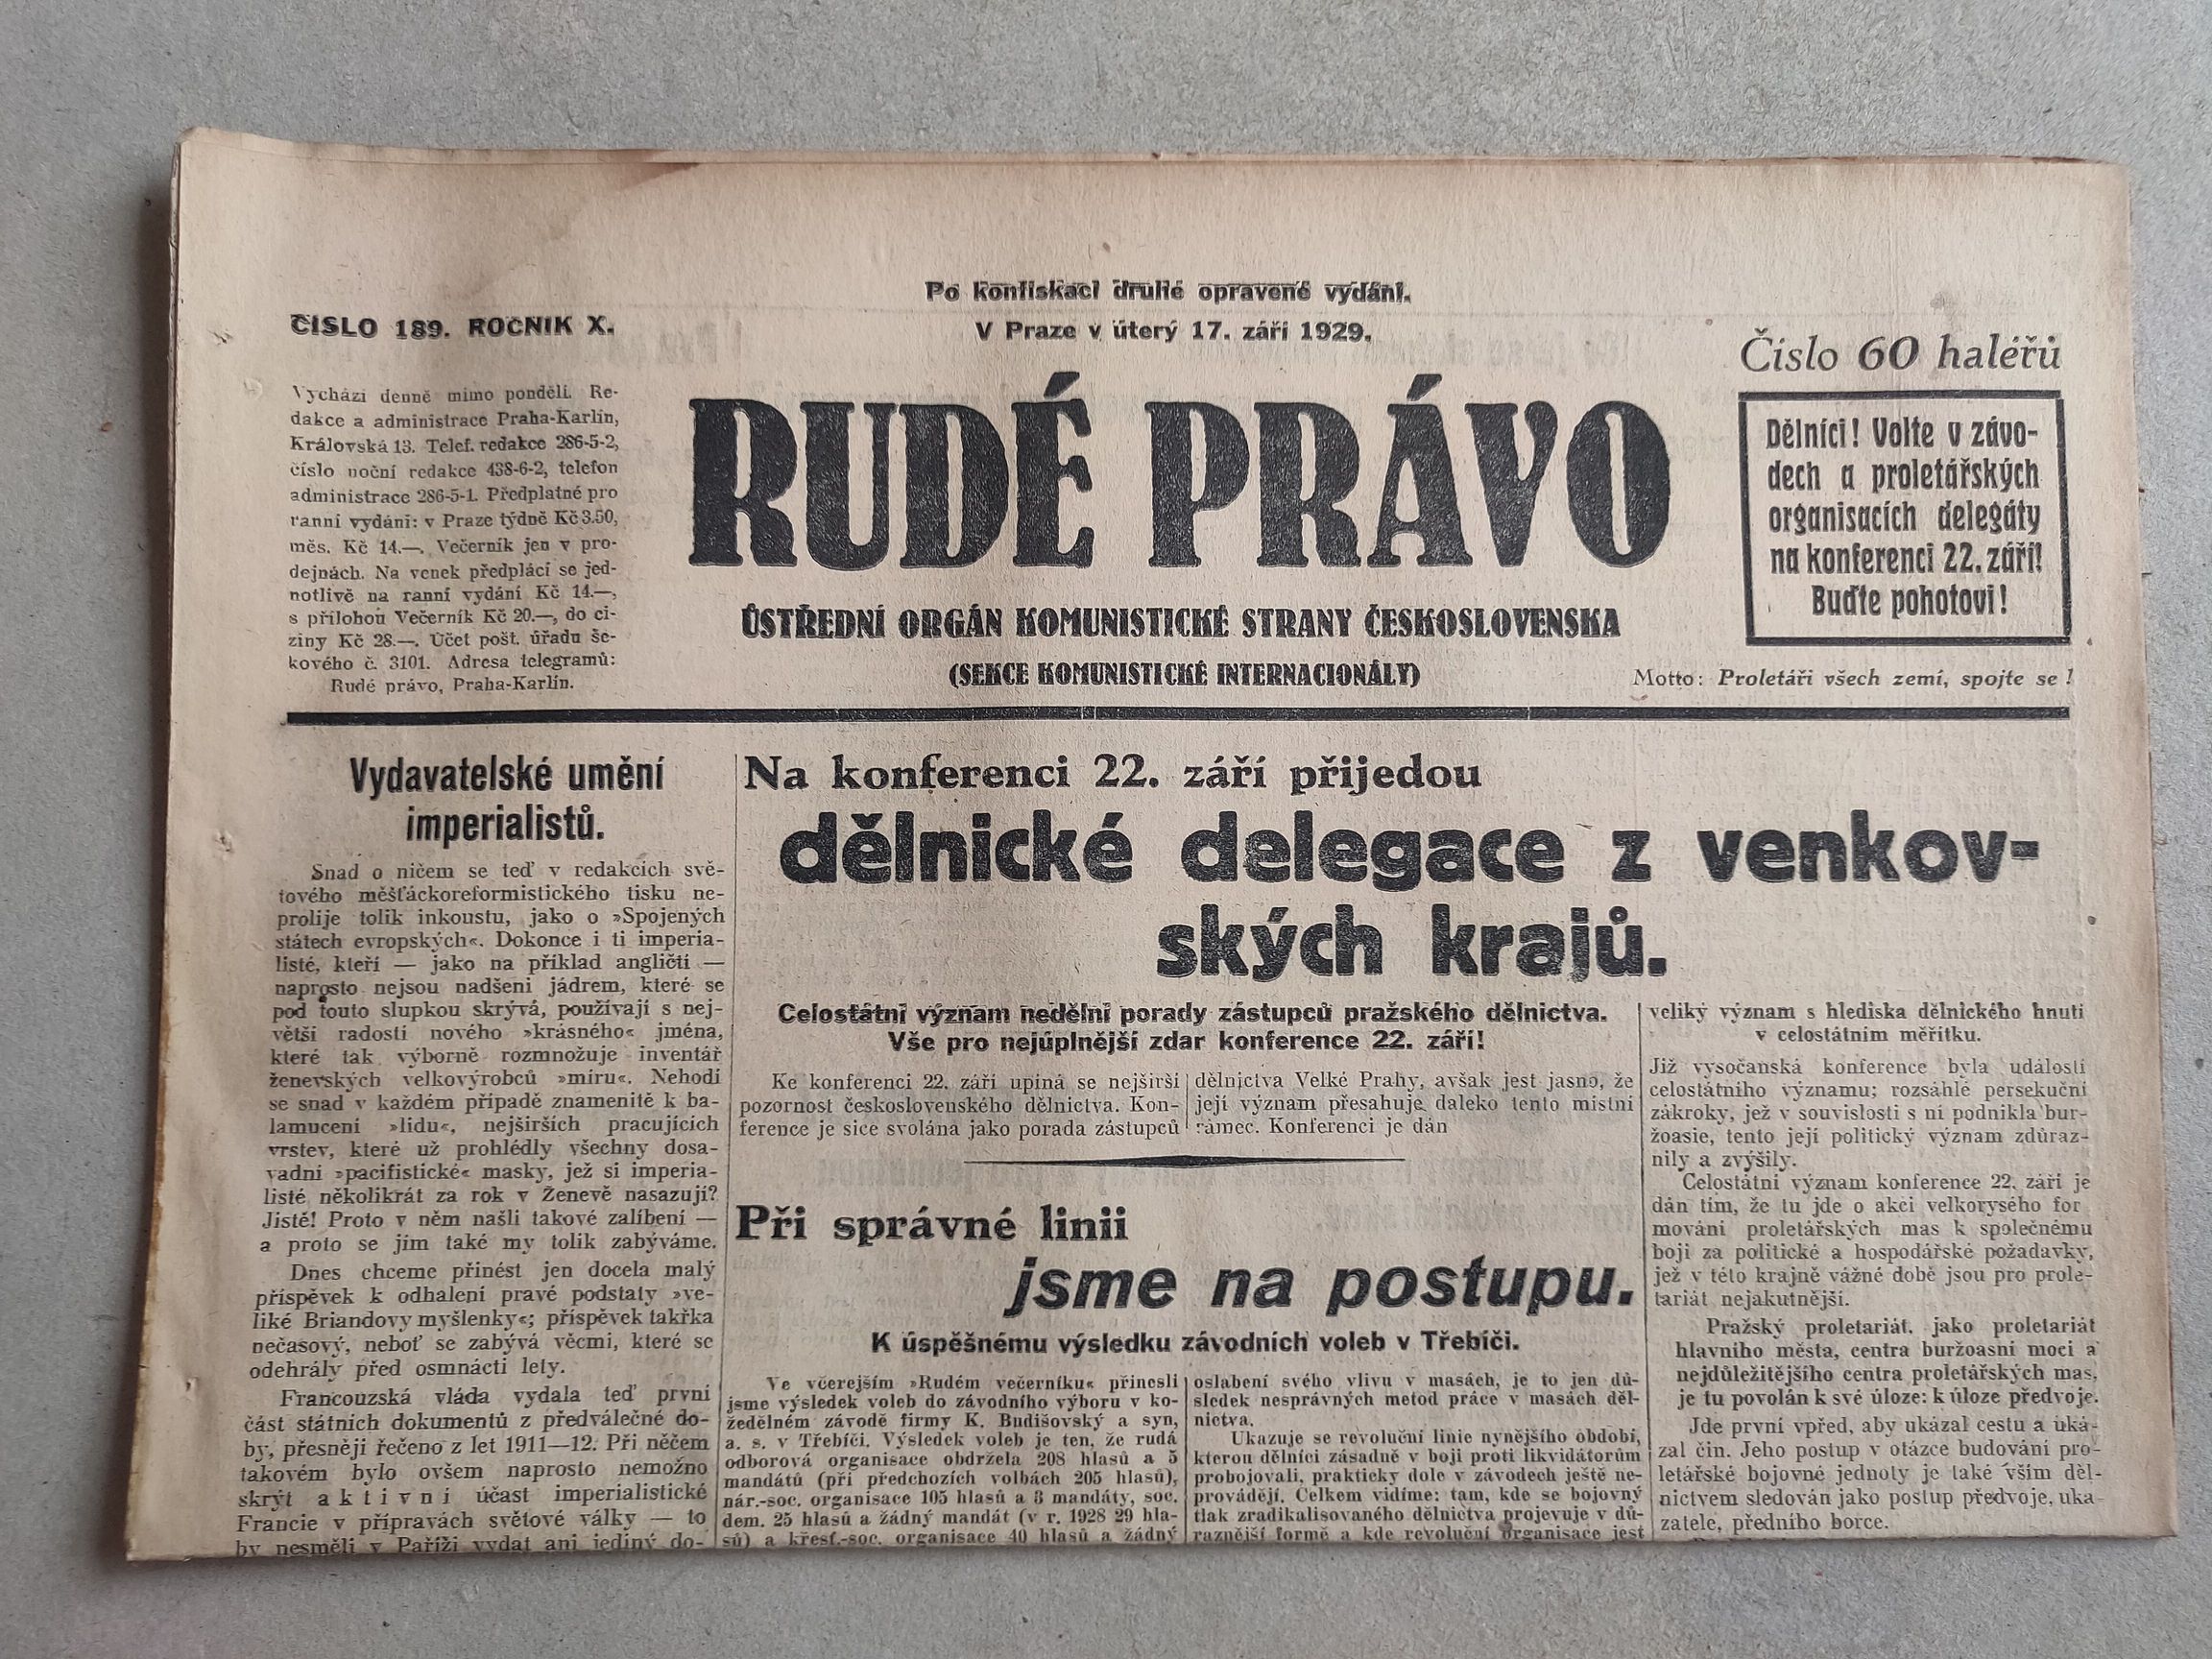 Po konfiskaci druhé opravené vydání.
ČÍSLO 189. ROČNÍK X.
V Praze v úterý 17. září 1929.
Číslo 60 haléřů
Vychází denně mimo pondělí. Re-
dakce a administrace Praha-Karlín,
Královská 13. Telef. redakce 286-5-2,
číslo noční redakce 438-6-2, telefon
administrace 286-5-1. Předplatné pro
ranní vydání: v Praze týdně Kč 3.50,
měs. Kč 14.—. Večerník jen v pro-
dejnách. Na venek předplácí se jed-
notlivě na ranní vydání Kč 14.—,
s přílohou Večerník Kč 20.—, do ci-
ziny Kč 28.—. Účet pošt. úřadu še-
kového č. 3101. Adresa telegramů:
Rudé právo, Praha-Karlín.
RUDÉ PRÁVO
ÚSTŘEDNÍ ORGÁN KOMUNISTICKÉ STRANY ČESKOSLOVENSKA
(SEKCE KOMUNISTICKÉ INTERNACIONÁLY)
Dělníci! Volte v závo-
dech a proletářských
organisacích delegáty
na konferenci 22. září!
Buďte pohotovi!
Motto: Proletáři všech zemí, spojte se!
Vydavatelské umění
imperialistů.
Snad o ničem se teď v redakcích svě-
tového měšťáckoreformistického tisku ne-
prolije tolik inkoustu, jako o »Spojených
státech evropských«. Dokonce i ti imperia-
listé, kteří — jako na příklad angličtí —
naprosto nejsou nadšeni jádrem, které se
pod touto slupkou skrývá, používají s nej-
větší radostí nového »krásného« jména,
které tak výborně rozmnožuje inventář
ženevských velkovýrobců »míru«. Nehodí
se snad v každém případě znamenitě k ba-
lamucení »lidu«, nejširších pracujících
vrstev, které už prohlédly všechny dosa-
vadní »pacifistické« masky, jež si imperia-
listé několikrát za rok v Ženevě nasazují?
Jistě! Proto v něm našli takové zalíbení —
a proto se jím také my tolik zabýváme.
Dnes chceme přinést jen docela malý
příspěvek k odhalení pravé podstaty »ve-
liké Briandovy myšlenky«; příspěvek takřka
nečasový, neboť se zabývá věcmi, které se
odehrály před osmnácti lety.
Francouzská vláda vydala teď první
část státních dokumentů z předválečné do-
by, přesněji řečeno z let 1911—12. Při něčem
takovém bylo ovšem naprosto nemožno
skrýt aktivní účast imperialistické
Francie v přípravách světové války — to
by nesměli v Paříži vydat ani jediný do-
Na konferenci 22. září přijedou
dělnické delegace z venkov-
ských krajů.
Celostátní význam nedělní porady zástupců pražského dělnictva.
Vše pro nejúplnější zdar konference 22. září!
Ke konferenci 22. září upíná se nejširší
pozornost československého dělnictva. Kon-
ference je sice svolána jako porada zástupců
dělnictva Velké Prahy, avšak jest jasno, že
její význam přesahuje daleko tento místní
rámec. Konferenci je dán
veliký význam s hlediska dělnického hnutí
v celostátním měřítku.
Již vysočanská konference byla událostí
celostátního významu; rozsáhlé persekuční
zákroky, jež v souvislosti s ní podnikla bur-
žoasie, tento její politický význam zdůraz-
nily a zvýšily.
Celostátní význam konference 22. září je
dán tím, že tu jde o akci velkorysého for
mování proletářských mas k společnému
boji za politické a hospodářské požadavky,
jež v této krajně vážné době jsou pro prole-
tariát nejakutnější.
Pražský proletariát, jako proletariát
hlavního města, centra buržoasní moci a
nejdůležitějšího centra proletářských mas,
je tu povolán k své úloze: k úloze předvoje.
Jde první vpřed, aby ukázal cestu a uká-
zal čin. Jeho postup v otázce budování pro-
letářské bojovné jednoty je také vším děl-
nictvem sledován jako postup předvoje, uka-
zatele, předního borce.
Při správné linii
jsme na postupu.
K úspěšnému výsledku závodních voleb v Třebíči.
Ve včerejším »Rudém večerníku« přinesli
jsme výsledek voleb do závodního výboru v ko-
žedělném závodě firmy K. Budišovský a syn,
a. s. v Třebíči. Výsledek voleb je ten, že rudá
odborová organisace obdržela 208 hlasů a 5
mandátů (při předchozích volbách 205 hlasů),
nár.-soc. organisace 105 hlasů a 3 mandáty, soc.
dem. 25 hlasů a žádný mandát (v r. 1928 29 hla-
sů) a křesť.-soc. organisace 40 hlasů a žádný
oslabení svého vlivu v masách, je to jen dů-
sledek nesprávných metod práce v masách děl-
nictva.
Ukazuje se revoluční linie nynějšího období,
kterou dělníci zásadně v boji proti likvidátorům
probojovali, prakticky dole v závodech ještě ne-
provádějí. Celkem vidíme: tam, kde se bojovný
tlak zradikalisovaného dělnictva projevuje v dů-
raznější formě a kde revoluční organisace jest